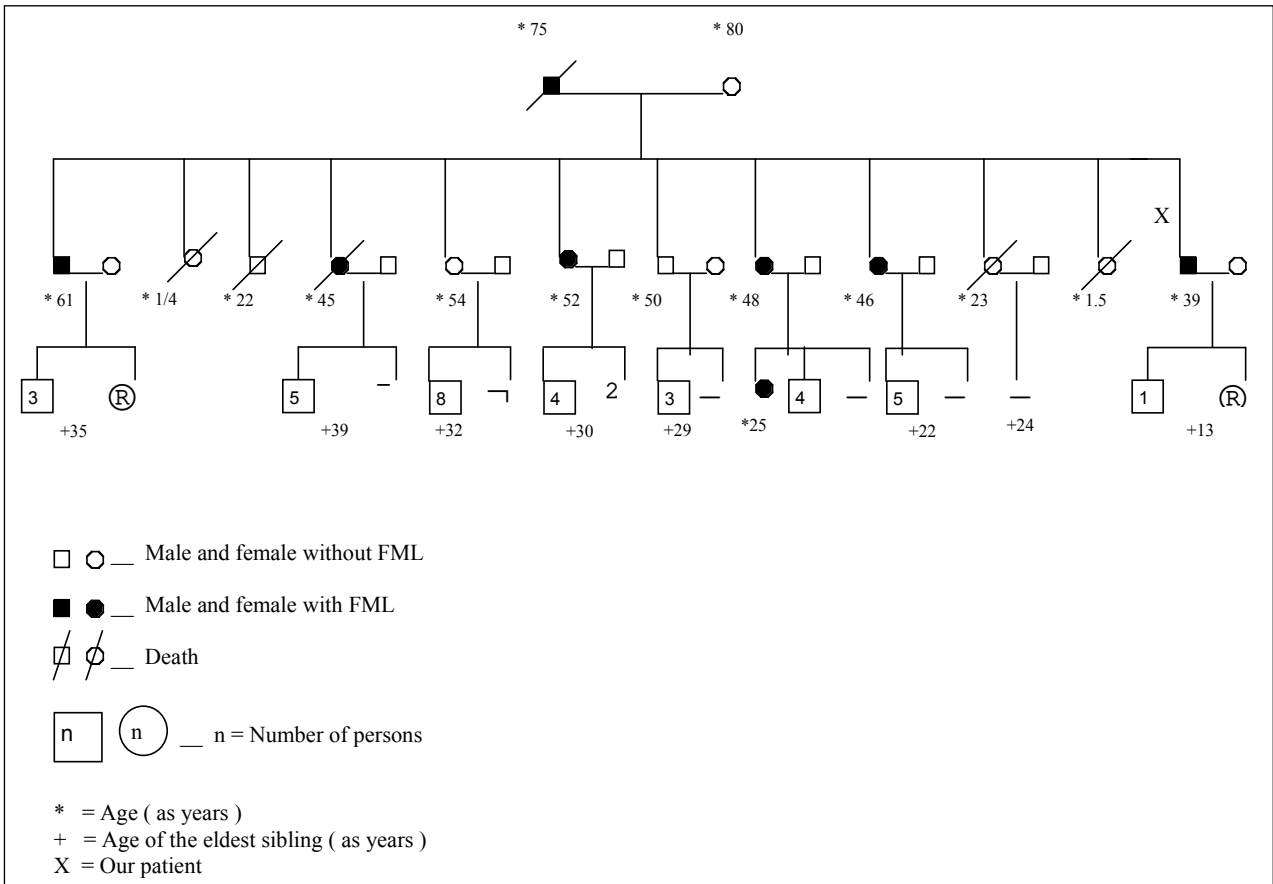 * 75 * 80
X
* 61 * 1/4 * 22 * 45 * 54 * 52 * 50 * 48 * 46 * 23 * 1.5 * 39
3 R 5 8 4 2 3 4 5 1 R
+35 +39 +32 +30 +29 *25 +22 +24 +13
Male and female without FML
Male and female with FML
Death
n n n = Number of persons
* = Age ( as years )
+ = Age of the eldest sibling ( as years )
X = Our patient